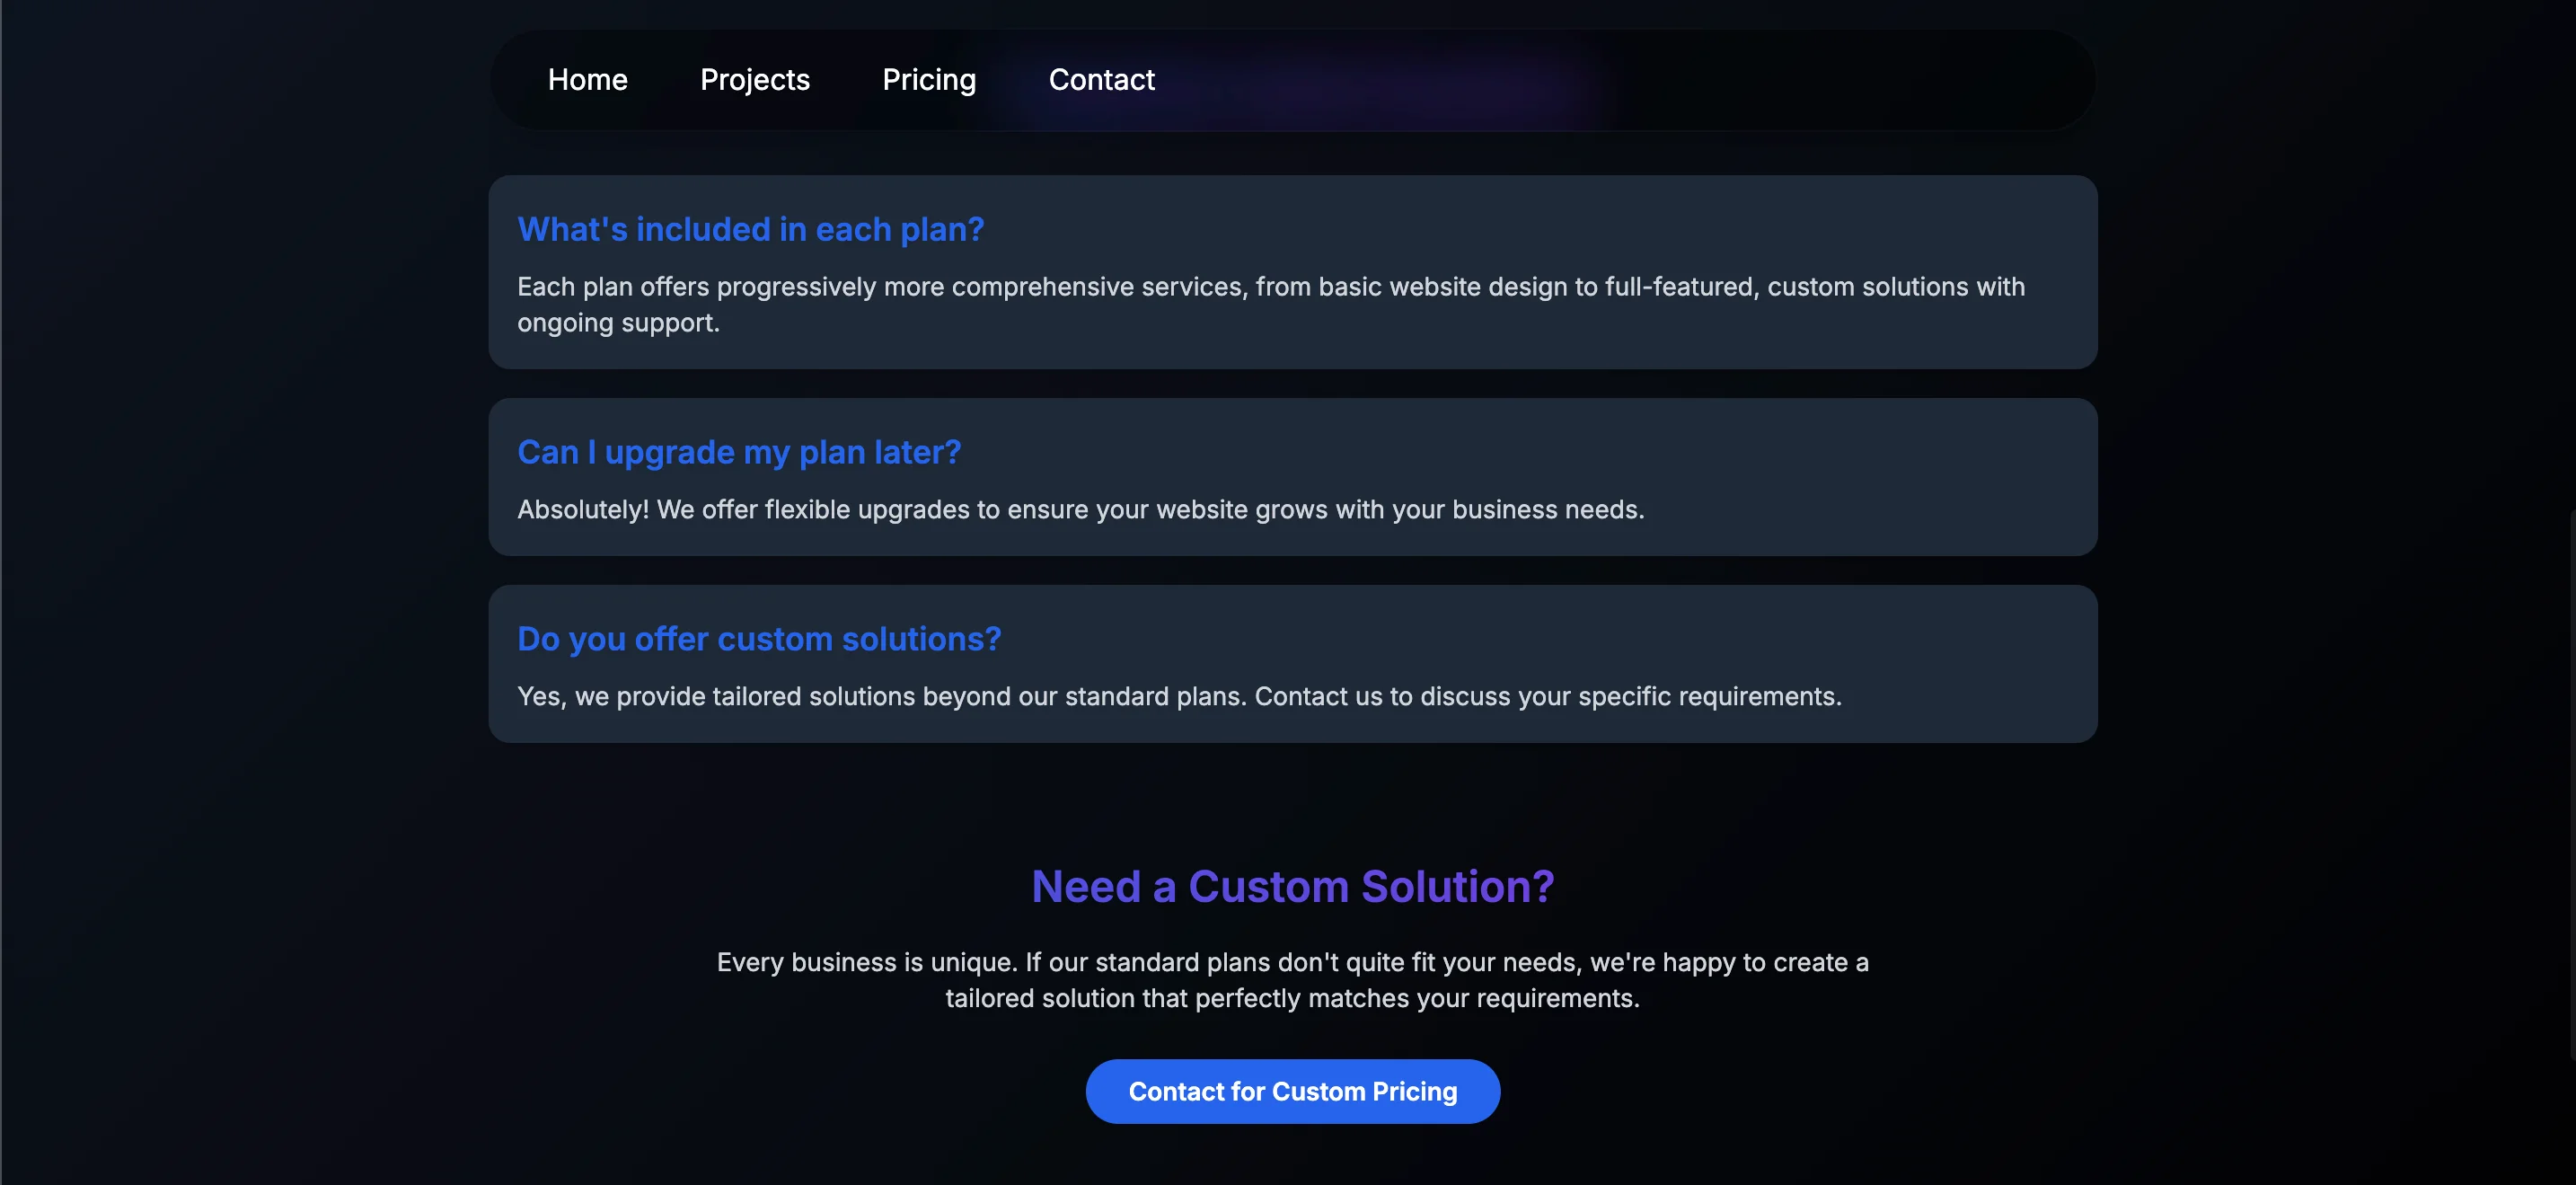 Home Projects Pricing Contact
What's included in each plan?
Each plan offers progressively more comprehensive services, from basic website design to full-featured, custom solutions with
ongoing support.
Can I upgrade my plan later?
Absolutely! We offer flexible upgrades to ensure your website grows with your business needs.
Do you offer custom solutions?
Yes, we provide tailored solutions beyond our standard plans. Contact us to discuss your specific requirements.
Need a Custom Solution?
Every business is unique. If our standard plans don't quite fit your needs, we're happy to create a
tailored solution that perfectly matches your requirements.
Contact for Custom Pricing